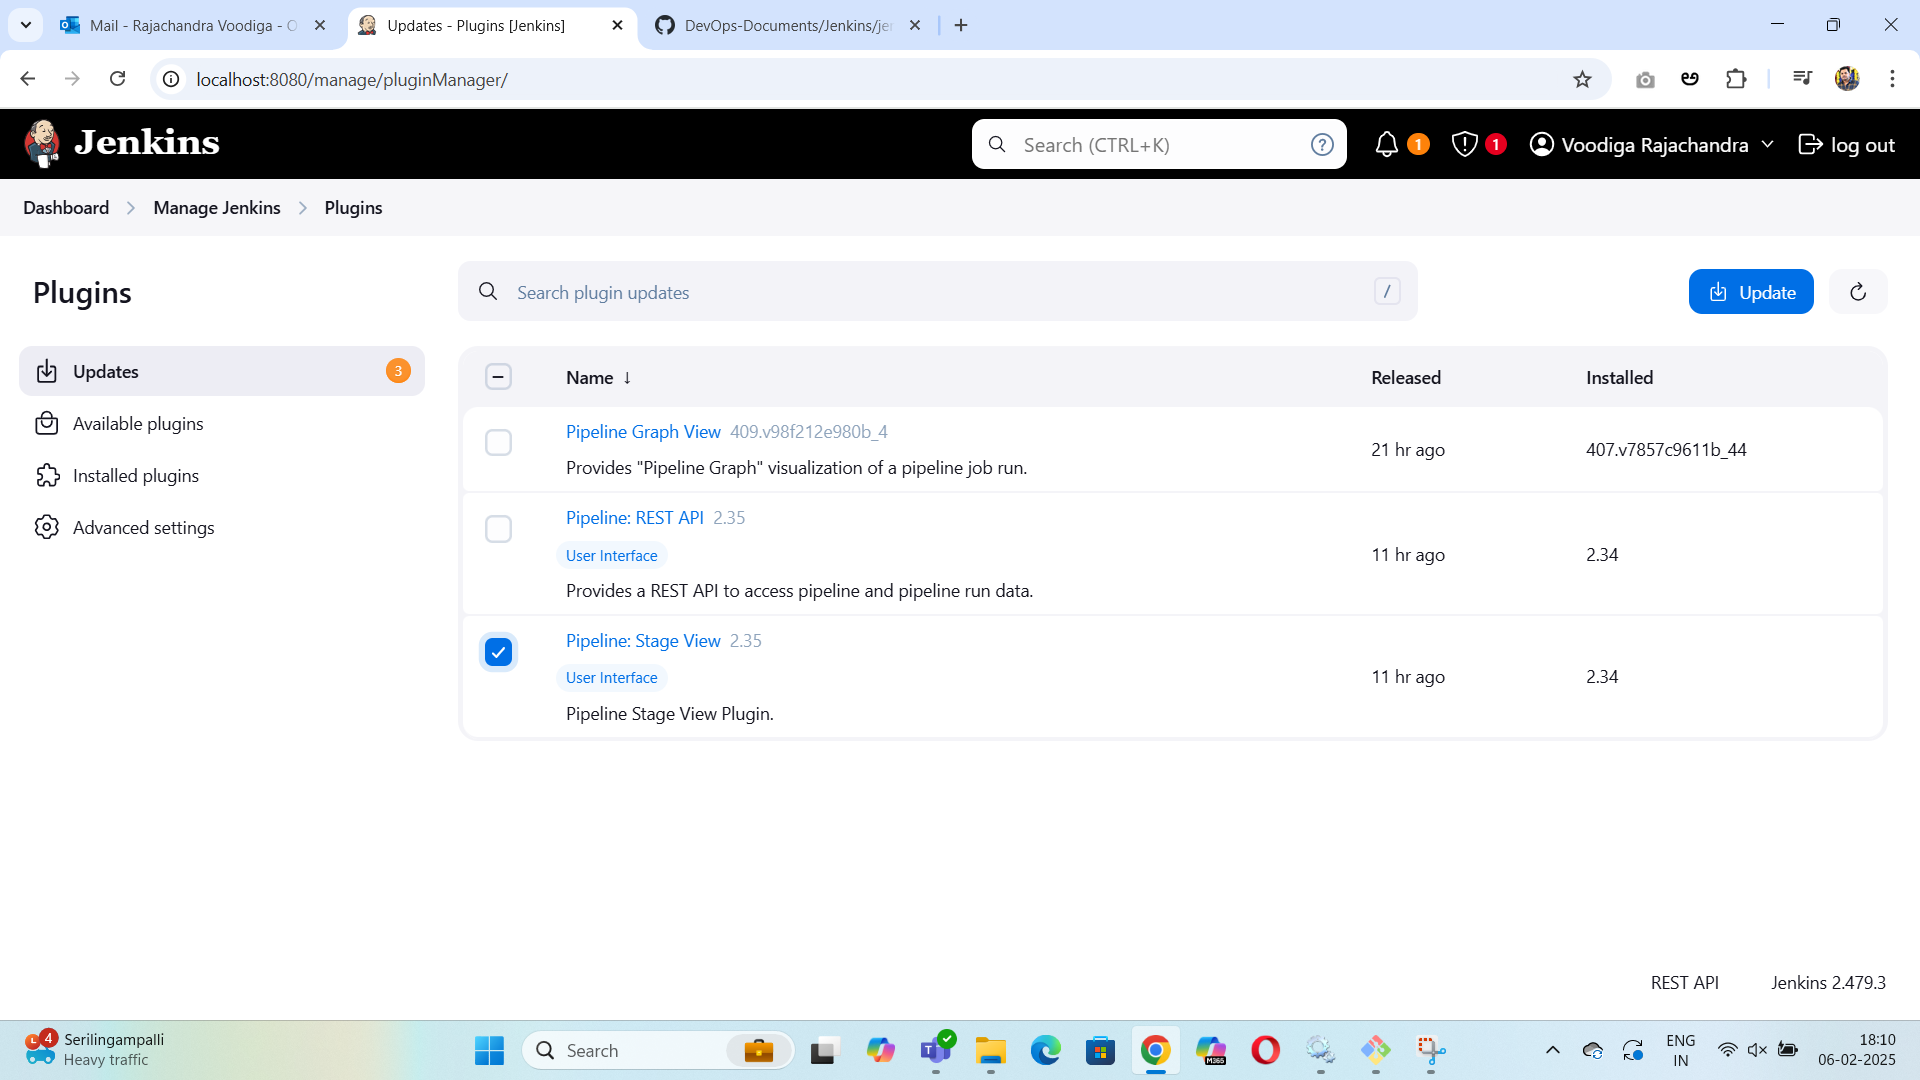 Mail - Rajachandra Voodiga - O
Updates - Plugins [Jenkins]
DevOps-Documents/Jenkins/jen
localhost:8080/manage/pluginManager/
Jenkins
Search (CTRL+K)
?
1
1
Voodiga Rajachandra
log out
Dashboard
Manage Jenkins
Plugins
Plugins
Search plugin updates
/
Update
Updates
3
Available plugins
Installed plugins
Advanced settings
Name ↓
Released
Installed
Pipeline Graph View 409.v98f212e980b_4
Provides "Pipeline Graph" visualization of a pipeline job run.
21 hr ago
407.v7857c9611b_44
Pipeline: REST API 2.35
User Interface
Provides a REST API to access pipeline and pipeline run data.
11 hr ago
2.34
Pipeline: Stage View 2.35
User Interface
Pipeline Stage View Plugin.
11 hr ago
2.34
REST API
Jenkins 2.479.3
4
Serilingampalli
Heavy traffic
Search
M365
ENG
IN
18:10
06-02-2025